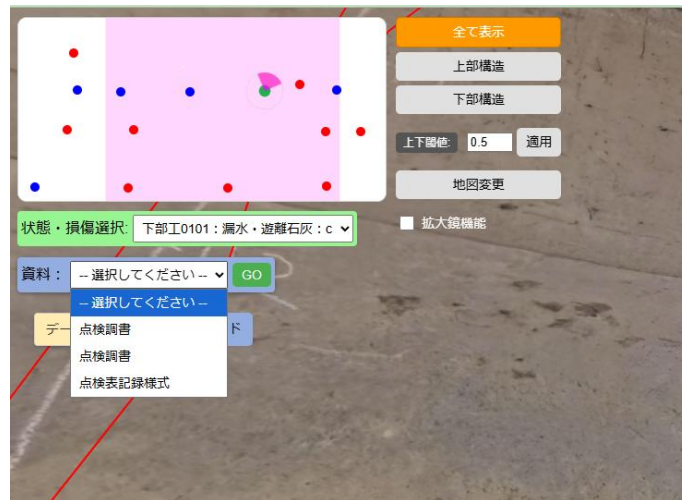 全て表示
上部構造
下部構造
上下閾値: 0.5 適用
地図変更
状態・損傷選択: 下部工0101:漏水・遊離石灰:c
拡大鏡機能
資料: -- 選択してください -- GO
-- 選択してください --
デー ド
点検調書
点検調書
点検表記録様式